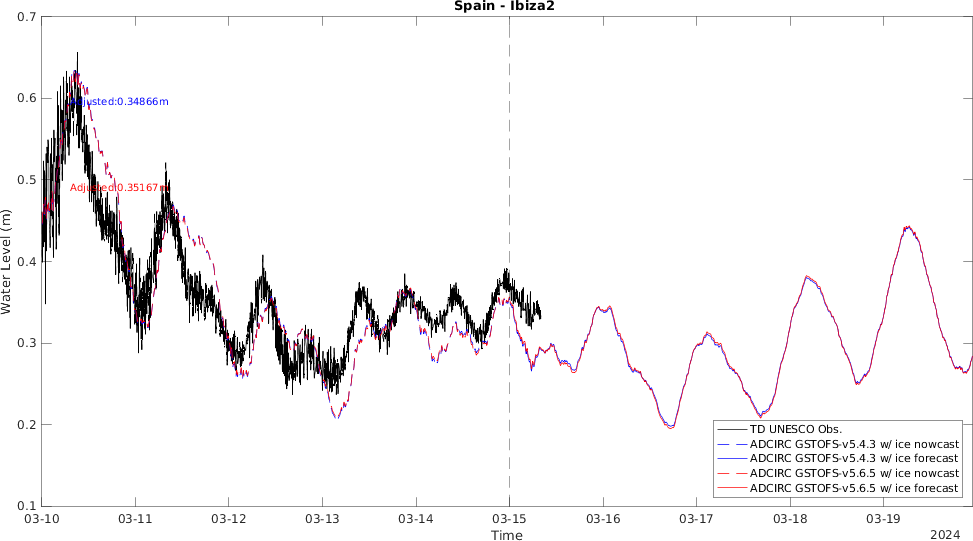 Spain - Ibiza2
Water Level (m)
0.7
0.6
0.5
0.4
0.3
0.2
0.1
Adjusted:0.34866m
Adjusted:0.35167m
TD UNESCO Obs.
ADCIRC GSTOFS-v5.4.3 w/ ice nowcast
ADCIRC GSTOFS-v5.4.3 w/ ice forecast
ADCIRC GSTOFS-v5.6.5 w/ ice nowcast
ADCIRC GSTOFS-v5.6.5 w/ ice forecast
03-10 03-11 03-12 03-13 03-14 03-15 03-16 03-17 03-18 03-19
Time
2024